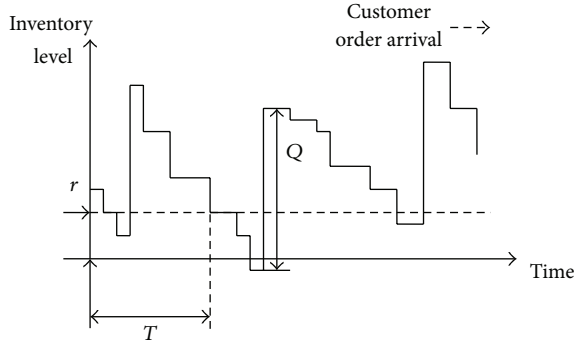 Inventory
level
Customer
order arrival
Q
r
Time
T